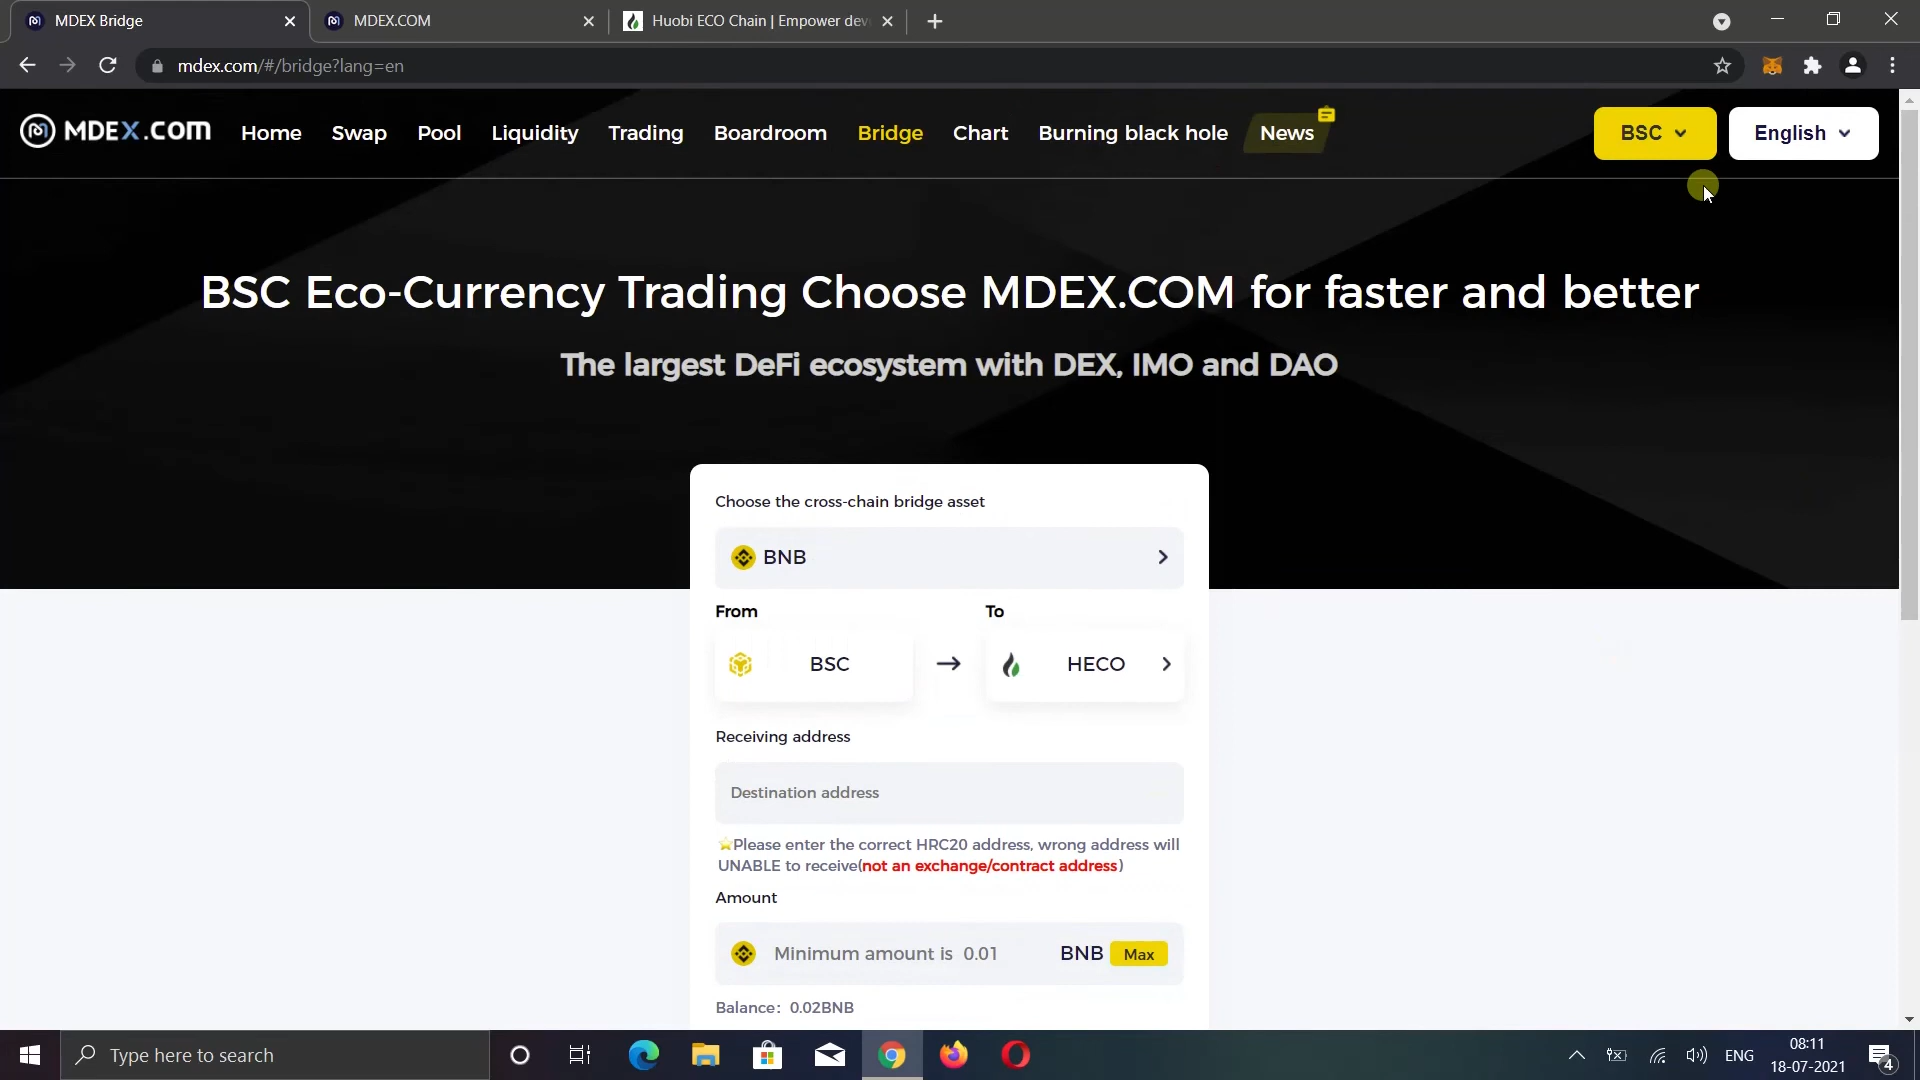 MDEX Bridge
MDEX.COM
Huobi ECO Chain | Empower dev
mdex.com/#/bridge?lang=en
MDEX.COM
Home
Swap
Pool
Liquidity
Trading
Boardroom
Bridge
Chart
Burning black hole
News
BSC
English
BSC Eco-Currency Trading Choose MDEX.COM for faster and better
The largest DeFi ecosystem with DEX, IMO and DAO
Choose the cross-chain bridge asset
BNB
From
To
BSC
HECO
Receiving address
Destination address
⭐Please enter the correct HRC20 address, wrong address will
UNABLE to receive(not an exchange/contract address)
Amount
Minimum amount is 0.01
BNB
Max
Balance: 0.02BNB
Type here to search
ENG
08:11
18-07-2021
4